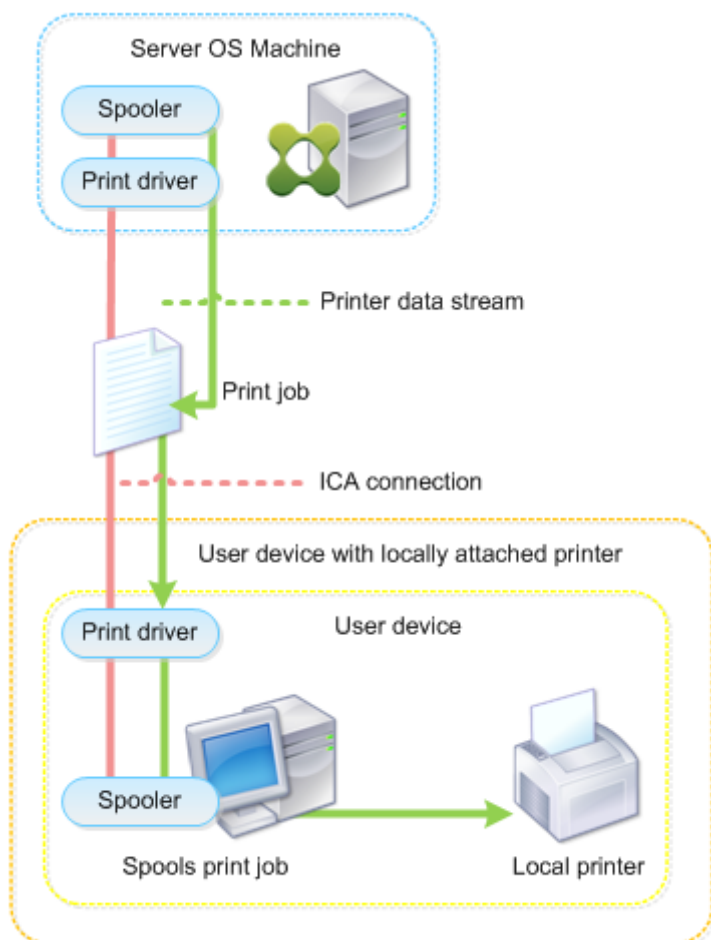 Server OS Machine
Spooler
Print driver
Printer data stream
Print job
ICA connection
User device with locally attached printer
Print driver
User device
Spooler
Spools print job
Local printer